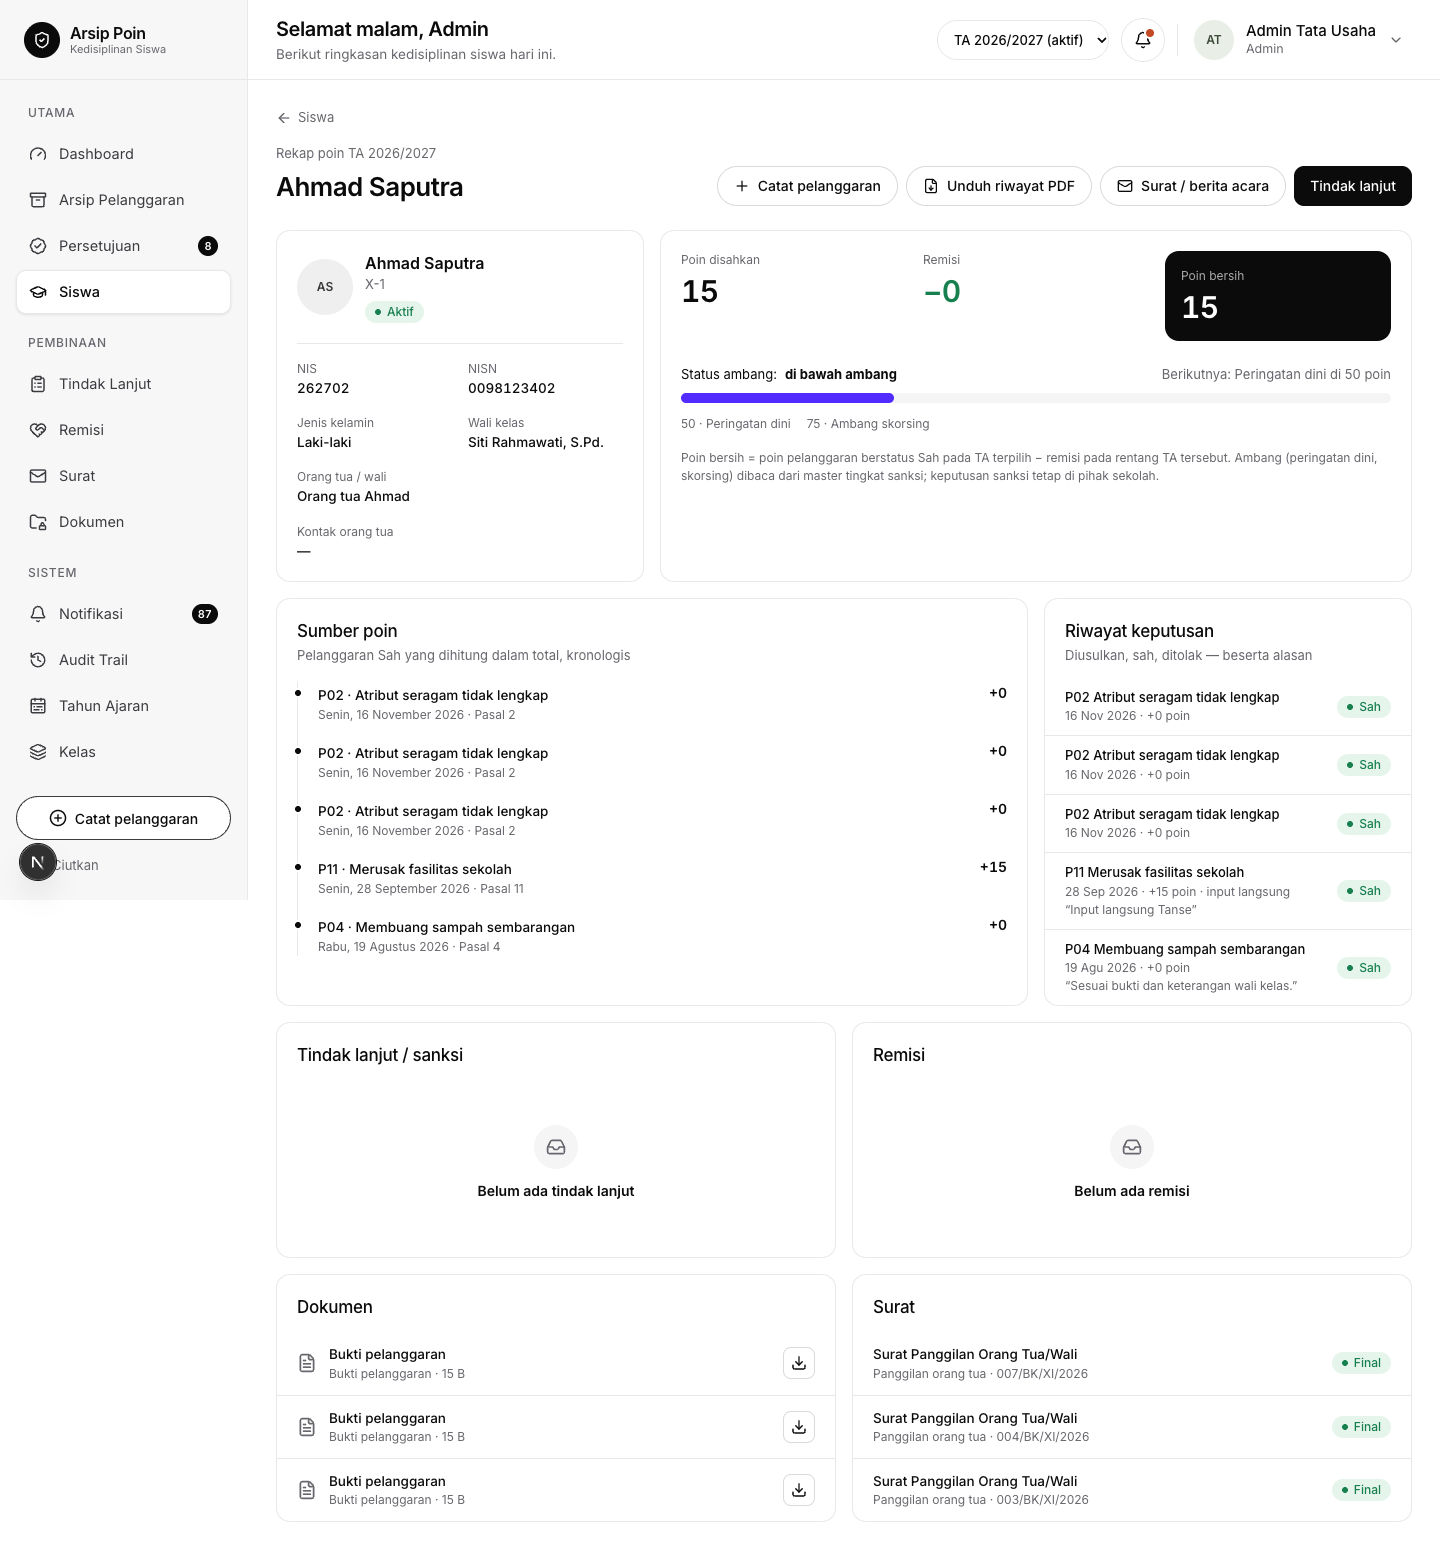 Arsip Poin
Kedisiplinan Siswa
Selamat malam, Admin
Berikut ringkasan kedisiplinan siswa hari ini.
TA 2026/2027 (aktif)
AT
Admin Tata Usaha
Admin
UTAMA
Dashboard
Arsip Pelanggaran
Persetujuan 8
Siswa
PEMBINAAN
Tindak Lanjut
Remisi
Surat
Dokumen
SISTEM
Notifikasi 87
Audit Trail
Tahun Ajaran
Kelas
Catat pelanggaran
N
Ciutkan
Siswa
Rekap poin TA 2026/2027
Ahmad Saputra
Catat pelanggaran
Unduh riwayat PDF
Surat / berita acara
Tindak lanjut
AS
Ahmad Saputra
X-1
Aktif
NIS
262702
NISN
0098123402
Jenis kelamin
Laki-laki
Wali kelas
Siti Rahmawati, S.Pd.
Orang tua / wali
Orang tua Ahmad
Kontak orang tua
—
Poin disahkan
15
Remisi
−0
Poin bersih
15
Status ambang: di bawah ambang
Berikutnya: Peringatan dini di 50 poin
50 · Peringatan dini 75 · Ambang skorsing
Poin bersih = poin pelanggaran berstatus Sah pada TA terpilih − remisi pada rentang TA tersebut. Ambang (peringatan dini,
skorsing) dibaca dari master tingkat sanksi; keputusan sanksi tetap di pihak sekolah.
Sumber poin
Pelanggaran Sah yang dihitung dalam total, kronologis
P02 · Atribut seragam tidak lengkap +0
Senin, 16 November 2026 · Pasal 2
P02 · Atribut seragam tidak lengkap +0
Senin, 16 November 2026 · Pasal 2
P02 · Atribut seragam tidak lengkap +0
Senin, 16 November 2026 · Pasal 2
P11 · Merusak fasilitas sekolah +15
Senin, 28 September 2026 · Pasal 11
P04 · Membuang sampah sembarangan +0
Rabu, 19 Agustus 2026 · Pasal 4
Riwayat keputusan
Diusulkan, sah, ditolak — beserta alasan
P02 Atribut seragam tidak lengkap
16 Nov 2026 · +0 poin
Sah
P02 Atribut seragam tidak lengkap
16 Nov 2026 · +0 poin
Sah
P02 Atribut seragam tidak lengkap
16 Nov 2026 · +0 poin
Sah
P11 Merusak fasilitas sekolah
28 Sep 2026 · +15 poin · input langsung
“Input langsung Tanse”
Sah
P04 Membuang sampah sembarangan
19 Agu 2026 · +0 poin
“Sesuai bukti dan keterangan wali kelas.”
Sah
Tindak lanjut / sanksi
Belum ada tindak lanjut
Remisi
Belum ada remisi
Dokumen
Bukti pelanggaran
Bukti pelanggaran · 15 B
Bukti pelanggaran
Bukti pelanggaran · 15 B
Bukti pelanggaran
Bukti pelanggaran · 15 B
Surat
Surat Panggilan Orang Tua/Wali
Panggilan orang tua · 007/BK/XI/2026
Final
Surat Panggilan Orang Tua/Wali
Panggilan orang tua · 004/BK/XI/2026
Final
Surat Panggilan Orang Tua/Wali
Panggilan orang tua · 003/BK/XI/2026
Final